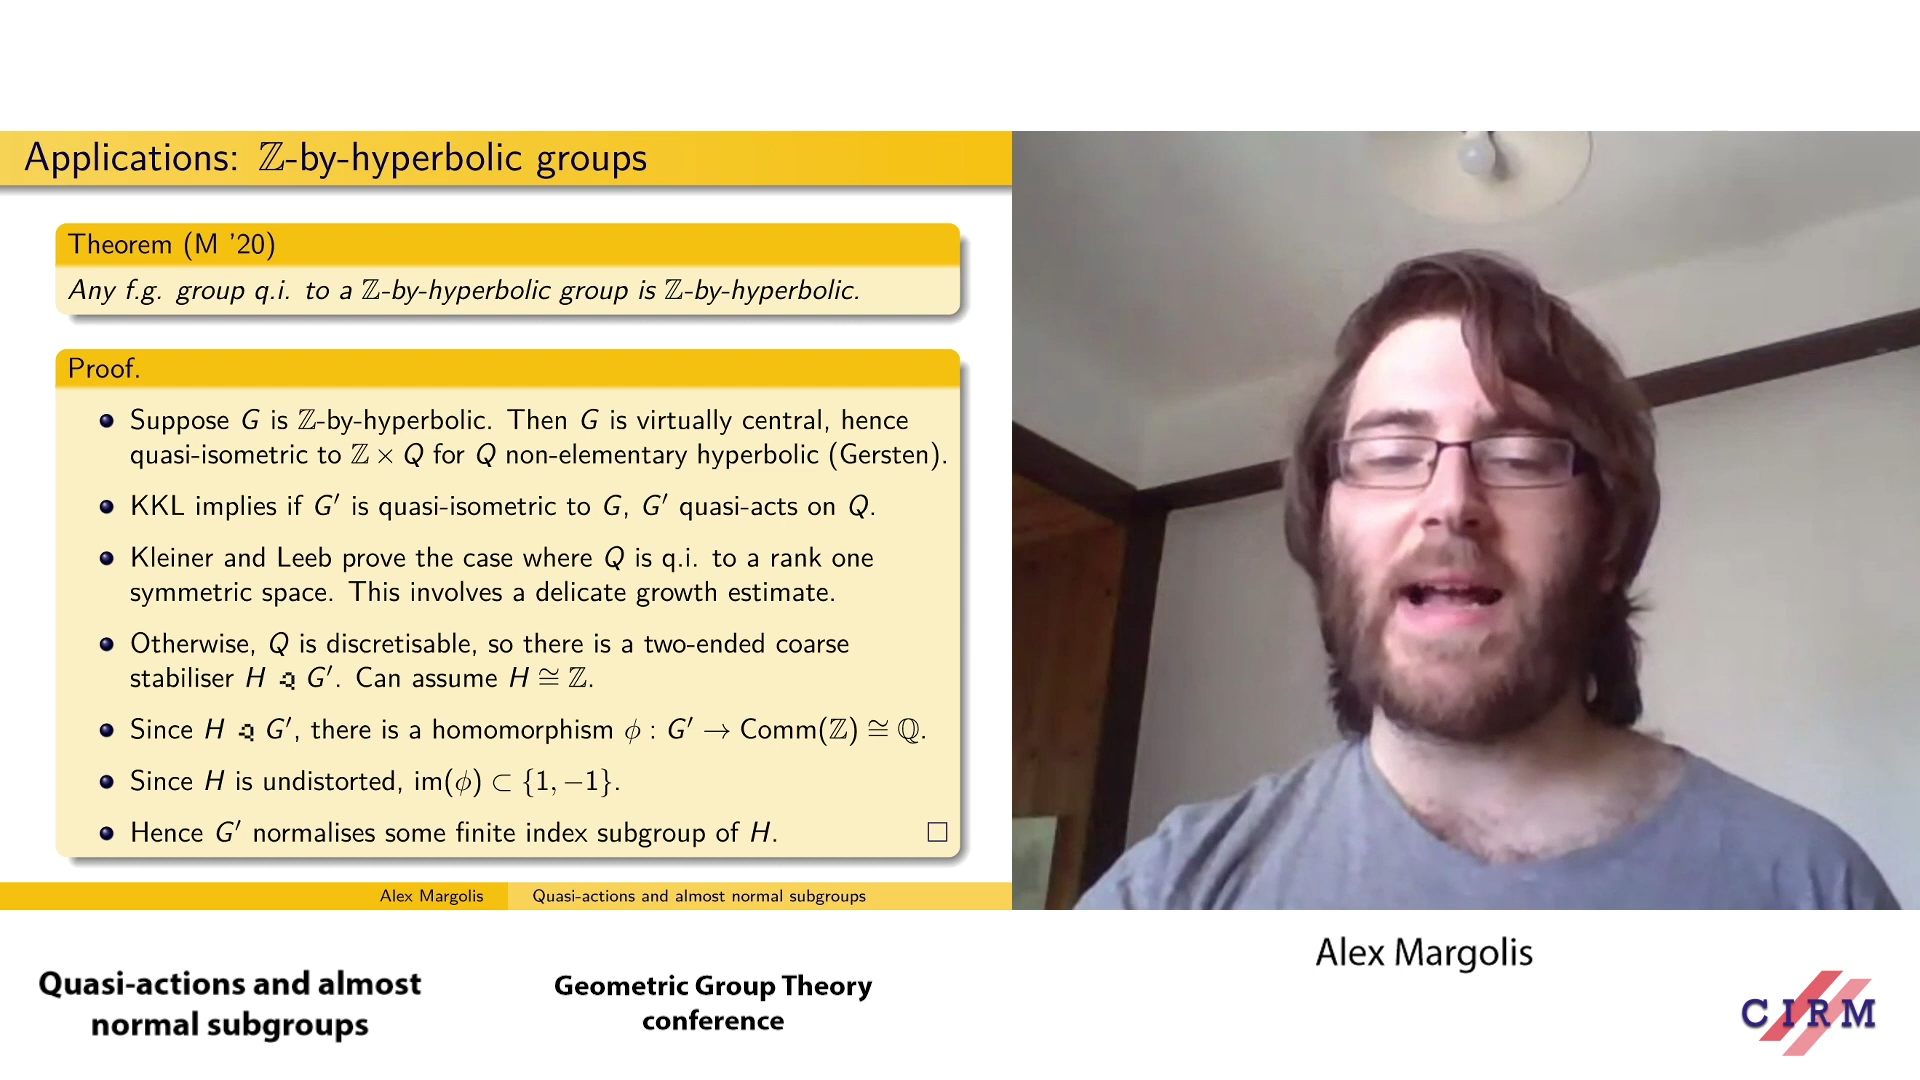 Applications: ℤ-by-hyperbolic groups
Theorem (M '20)
Any f.g. group q.i. to a ℤ-by-hyperbolic group is ℤ-by-hyperbolic.
Proof.
Suppose G is ℤ-by-hyperbolic. Then G is virtually central, hence
quasi-isometric to ℤ × Q for Q non-elementary hyperbolic (Gersten).
KKL implies if G′ is quasi-isometric to G, G′ quasi-acts on Q.
Kleiner and Leeb prove the case where Q is q.i. to a rank one
symmetric space. This involves a delicate growth estimate.
Otherwise, Q is discretisable, so there is a two-ended coarse
stabiliser H G′. Can assume H ≅ ℤ.
Since H G′, there is a homomorphism ϕ : G′ → Comm(ℤ) ≅ ℚ.
Since H is undistorted, im(ϕ) ⊂ {1, −1}.
Hence G′ normalises some finite index subgroup of H. □
Alex Margolis Quasi-actions and almost normal subgroups
Quasi-actions and almost
normal subgroups
Geometric Group Theory
conference
Alex Margolis
CIRM